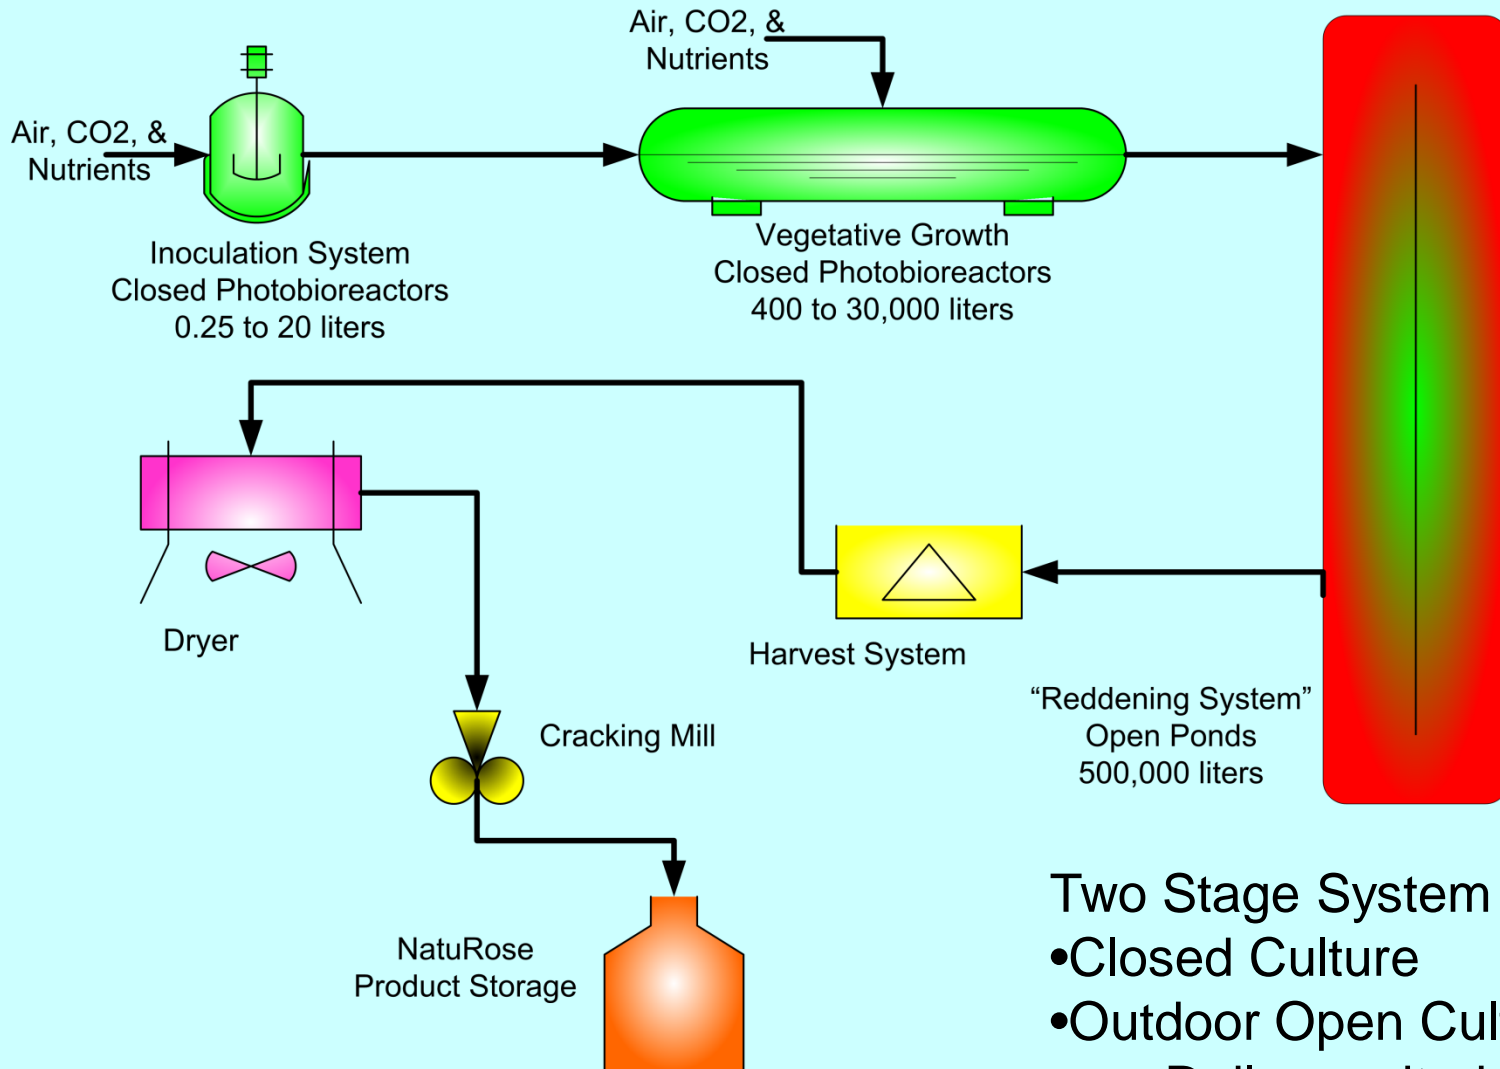 Air, CO2, &
Nutrients
Air, CO2, &
Nutrients
Inoculation System
Closed Photobioreactors
0.25 to 20 liters
Vegetative Growth
Closed Photobioreactors
400 to 30,000 liters
Dryer
Harvest System
“Reddening System”
Open Ponds
500,000 liters
Cracking Mill
NatuRose
Product Storage
Two Stage System
•Closed Culture
•Outdoor Open